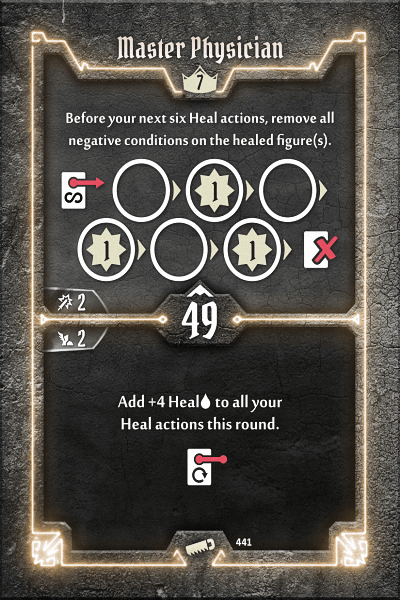 Master Physician
7
Before your next six Heal actions, remove all
negative conditions on the healed figure(s).
S 1
1 1
2
49
2
Add +4 Heal to all your
Heal actions this round.
441